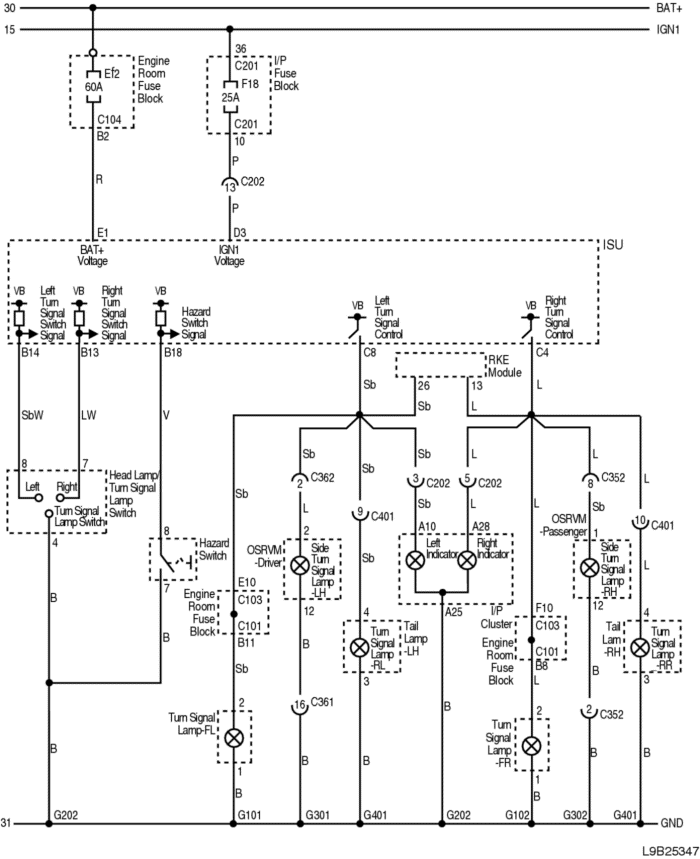 30
BAT+
15
IGN1
Ef2
60A
Engine
Room
Fuse
Block
C104
B2
36
C201
F18
25A
C201
10
I/P
Fuse
Block
R
P
13
C202
P
E1
D3
BAT+
Voltage
IGN1
Voltage
ISU
VB
Left
Turn
Signal
Switch
Signal
VB
Right
Turn
Signal
Switch
Signal
VB
Hazard
Switch
Signal
VB
Left
Turn
Signal
Control
VB
Right
Turn
Signal
Control
B14
B13
B18
C8
C4
RKE
Module
26
13
SbW
LW
V
Sb
Sb
L
L
8
7
Left
Right
Turn Signal
Lamp Switch
Head Lamp/
Turn Signal
Lamp
Switch
4
8
Hazard
Switch
7
B
B
B
G202
Sb
E10
C103
C101
B11
Engine
Room
Fuse
Block
Sb
2
Turn Signal
Lamp-FL
1
B
G101
Sb
2
C362
L
2
OSRVM
-Driver
Side
Turn
Signal
Lamp
-LH
12
B
16
C361
B
G301
Sb
9
C401
Sb
4
Turn
Signal
Lamp
-RL
Tail
Lamp
-LH
3
B
G401
Sb
3
C202
Sb
L
5
C202
L
A10
A28
Left
Indicator
Right
Indicator
A25
I/P
Cluster
B
G202
L
F10
C103
C101
B8
Engine
Room
Fuse
Block
L
2
Turn
Signal
Lamp
-FR
1
B
G102
L
8
C352
Sb
OSRVM
-Passenger
1
Side
Turn
Signal
Lamp
-RH
12
B
2
C352
B
G302
L
10
C401
L
4
Tail
Lam
-RH
Turn
Signal
Lamp
-RR
3
B
G401
31
GND
L9B25347